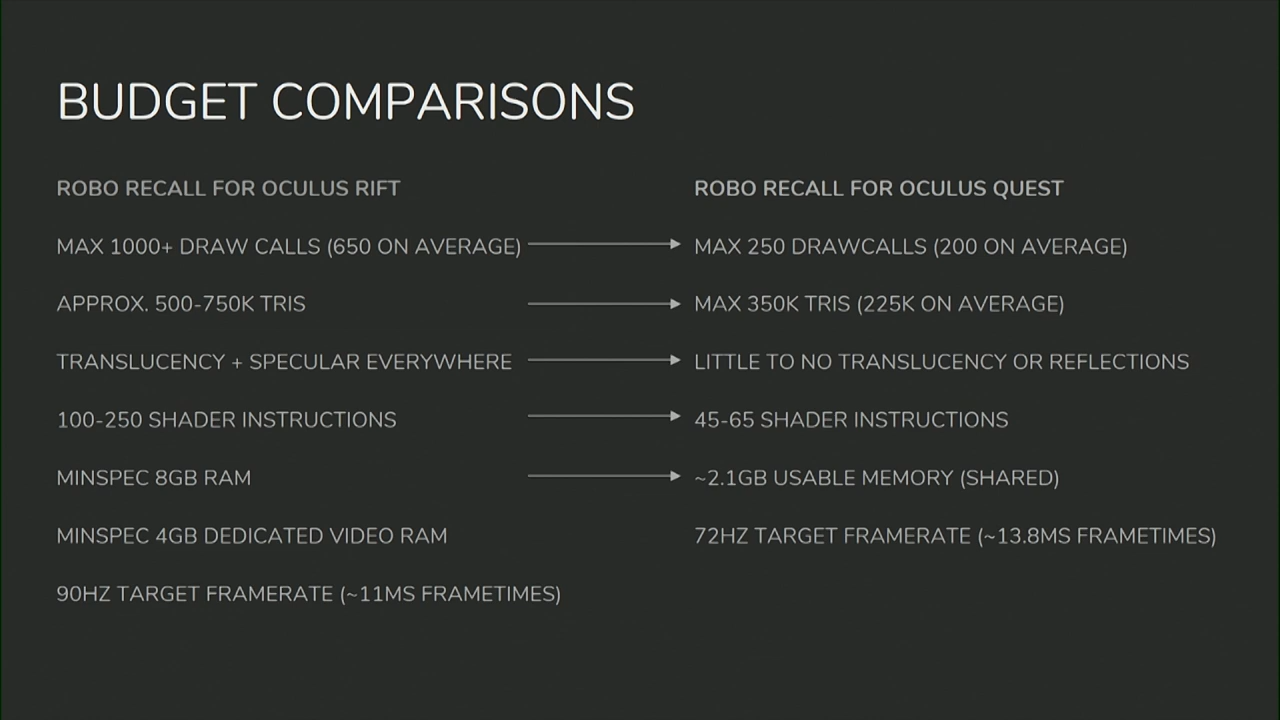 BUDGET COMPARISONS
ROBO RECALL FOR OCULUS RIFT
MAX 1000+ DRAW CALLS (650 ON AVERAGE)
APPROX. 500-750K TRIS
TRANSLUCENCY + SPECULAR EVERYWHERE
100-250 SHADER INSTRUCTIONS
MINSPEC 8GB RAM
MINSPEC 4GB DEDICATED VIDEO RAM
90HZ TARGET FRAMERATE (~11MS FRAMETIMES)
ROBO RECALL FOR OCULUS QUEST
MAX 250 DRAWCALLS (200 ON AVERAGE)
MAX 350K TRIS (225K ON AVERAGE)
LITTLE TO NO TRANSLUCENCY OR REFLECTIONS
45-65 SHADER INSTRUCTIONS
~2.1GB USABLE MEMORY (SHARED)
72HZ TARGET FRAMERATE (~13.8MS FRAMETIMES)